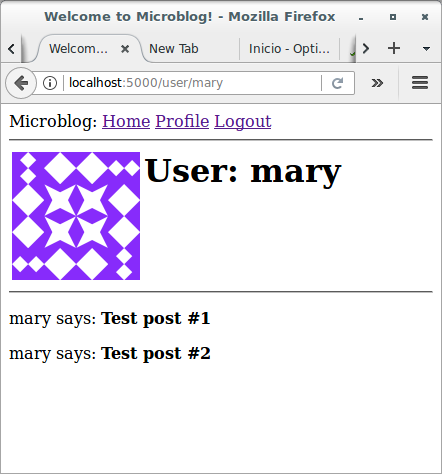 Welcome to Microblog! - Mozilla Firefox
Welcom... New Tab Inicio - Opti...
localhost:5000/user/mary
Microblog: Home Profile Logout
User: mary
mary says: Test post #1
mary says: Test post #2